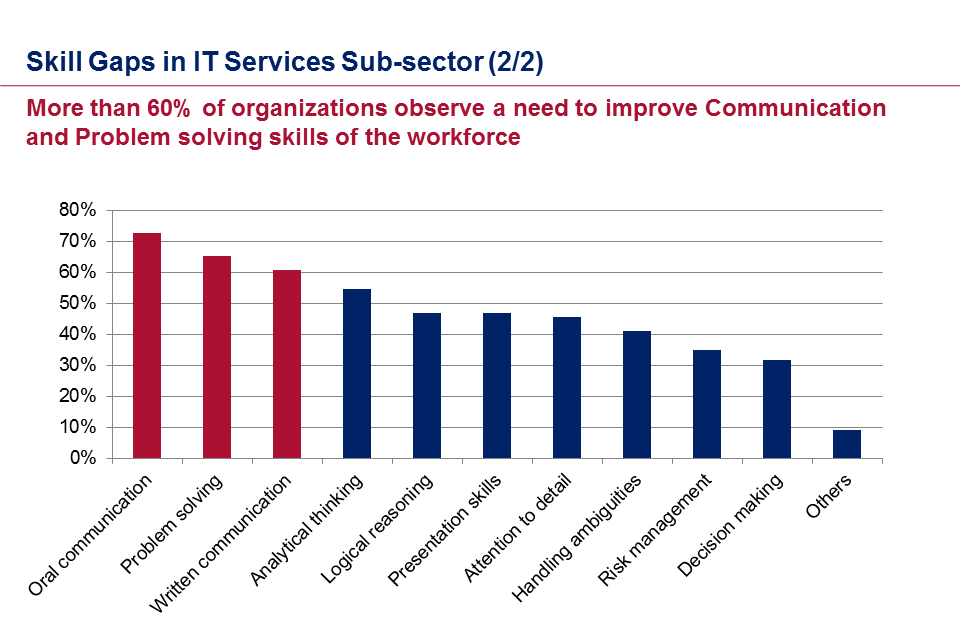 Skill Gaps in IT Services Sub-sector (2/2)
More than 60% of organizations observe a need to improve Communication
and Problem solving skills of the workforce
80%
70%
60%
50%
40%
30%
20%
10%
0%
Oral communication
Problem solving
Written communication
Analytical thinking
Logical reasoning
Presentation skills
Attention to detail
Handling ambiguities
Risk management
Decision making
Others